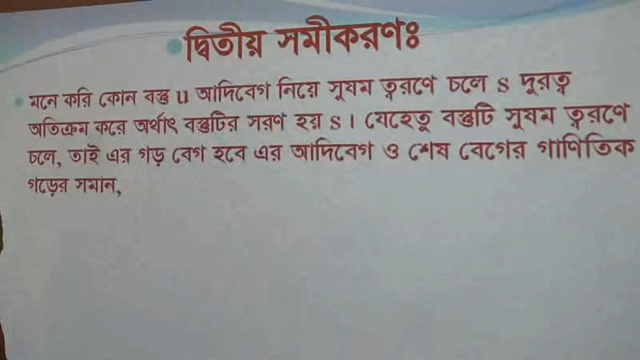 দ্বিতীয় সমীকরণঃ
মনে করি কোন বস্তু u আদিবেগ নিয়ে সুষম ত্বরণে চলে s দূরত্ব
অতিক্রম করে অর্থাৎ বস্তুটির সরণ হয় s । যেহেতু বস্তুটি সুষম ত্বরণে
চলে, তাই এর গড় বেগ হবে এর আদিবেগ ও শেষ বেগের গাণিতিক
গড়ের সমান,